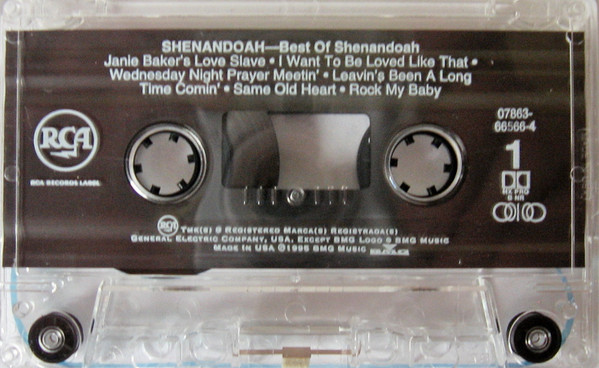 SHENANDOAH—Best Of Shenandoah
Janie Baker's Love Slave • I Want To Be Loved Like That •
Wednesday Night Prayer Meetin' • Leavin's Been A Long
Time Comin' • Same Old Heart • Rock My Baby
RCA
RCA RECORDS LABEL
07863-
66566-4
1
HX PRO
B NR
RCA TMK(S) ® REGISTERED MARCA(S) REGISTRADA(S)
GENERAL ELECTRIC COMPANY, USA, EXCEPT BMG LOGO ® BMG MUSIC
MADE IN USA ©1995 BMG MUSIC BMG